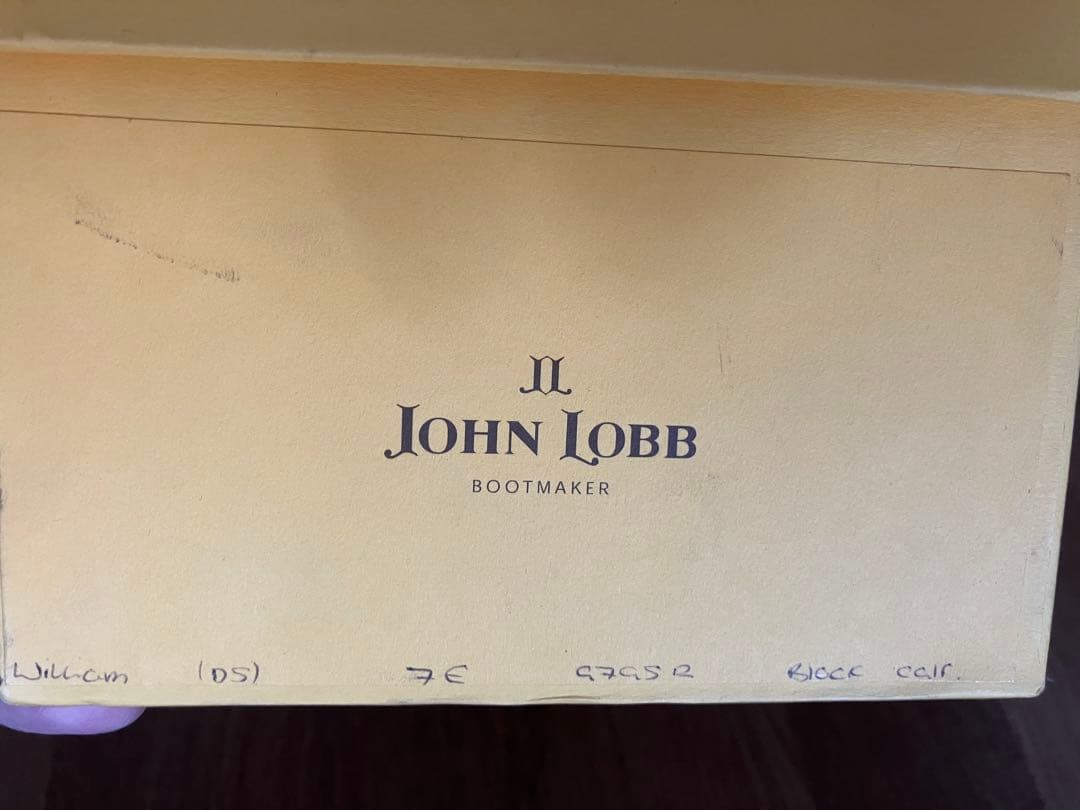 JL
JOHN LOBB
BOOTMAKER
William (DS) 7E 9795R Black calf.